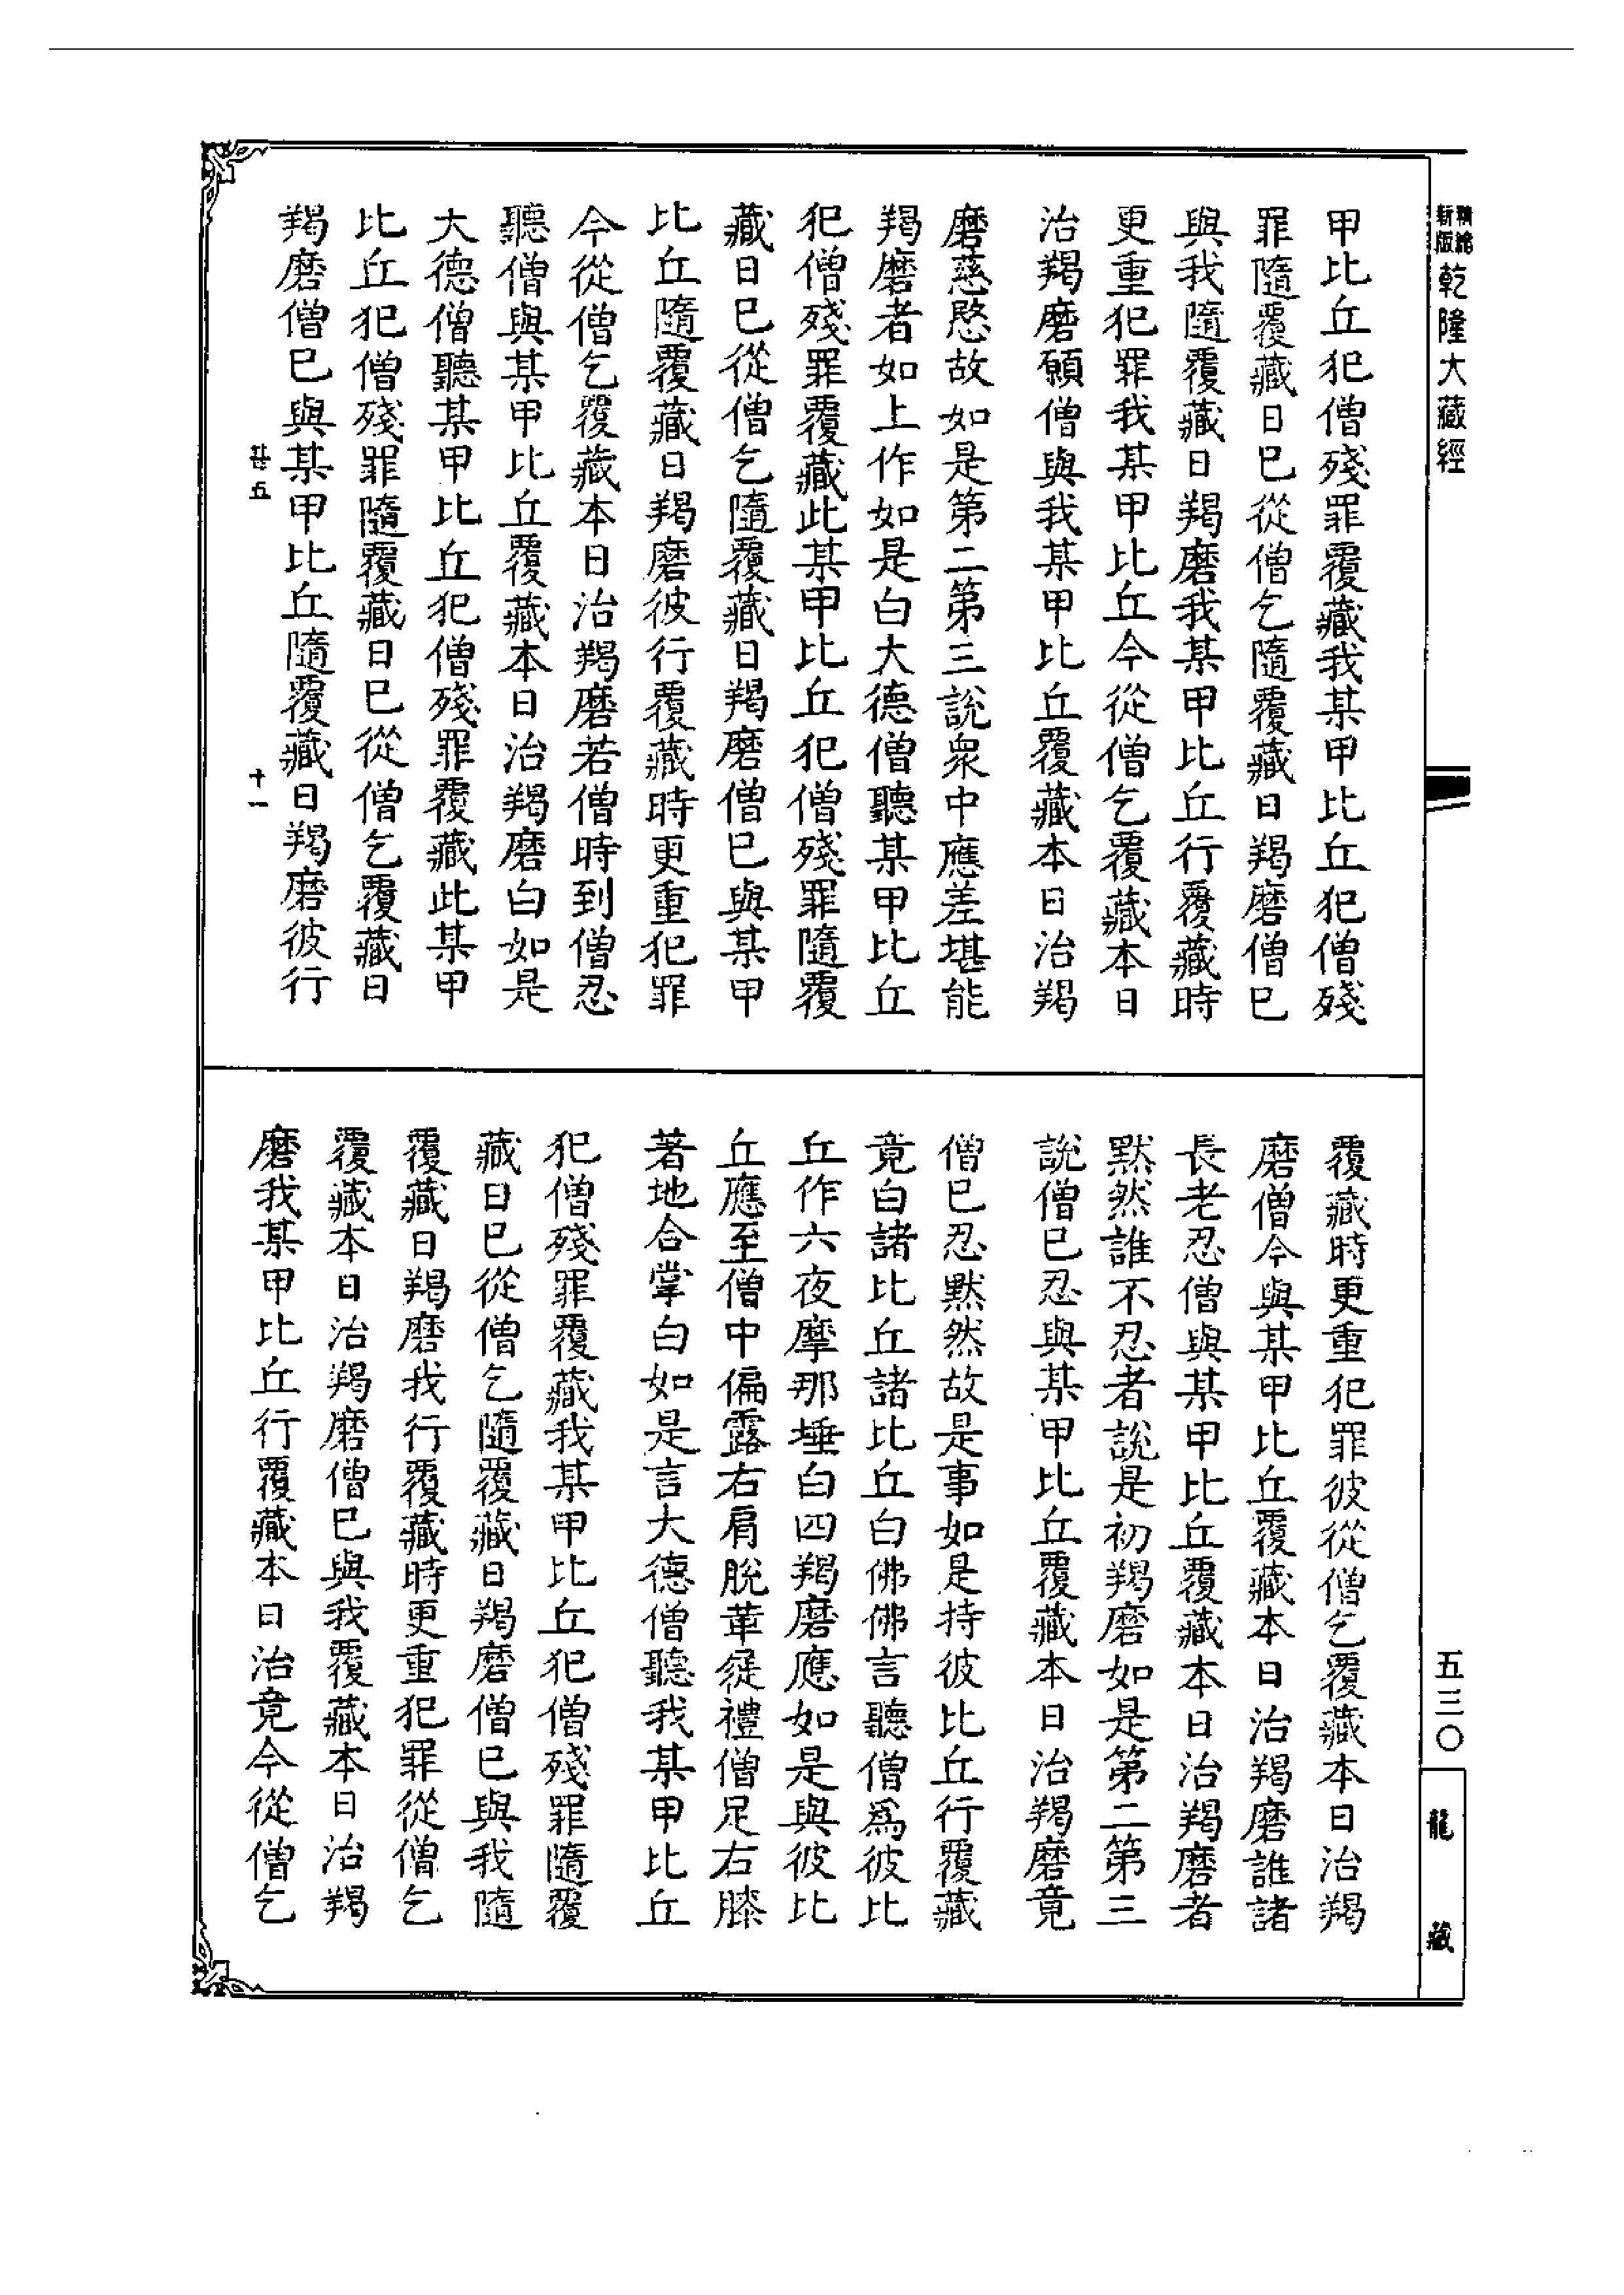 新版
精縮
乾隆大藏經
甲比丘犯僧殘罪覆藏我某甲比丘犯僧殘
罪隨覆藏日巳從僧乞隨覆藏日羯磨僧巳
與我隨覆藏日羯磨我某甲比丘行覆藏時
更重犯罪我某甲比丘今從僧乞覆藏本日
治羯磨願僧與我某甲比丘覆藏本日治羯
磨慈愍故如是第二第三說衆中應差堪能
羯磨者如上作如是白大德僧聽某甲比丘
犯僧殘罪覆藏此某甲比丘犯僧殘罪隨覆
藏日巳從僧乞隨覆藏日羯磨僧巳與某甲
比丘隨覆藏日羯磨彼行覆藏時更重犯罪
今從僧乞覆藏本日治羯磨若僧時到僧忍
聽僧與某甲比丘覆藏本日治羯磨白如是
大德僧聽某甲比丘犯僧殘罪覆藏此某甲
比丘犯僧殘罪隨覆藏日巳從僧乞覆藏日
羯磨僧巳與某甲比丘隨覆藏日羯磨彼行
甚五
十一
覆藏時更重犯罪彼從僧乞覆藏本日治羯
磨僧今與某甲比丘覆藏本日治羯磨誰諸
長老忍僧與某甲比丘覆藏本日治羯磨者
默然誰不忍者說是初羯磨如是第二第三
說僧巳忍與某甲比丘覆藏本日治羯磨竟
僧巳忍默然故是事如是持彼比丘行覆藏
竟白諸比丘諸比丘白佛佛言聽僧爲彼比
丘作六夜摩那埵白四羯磨應如是與彼比
丘應至僧中偏露右肩脫革屣禮僧足右膝
著地合掌白如是言大德僧聽我某甲比丘
犯僧殘罪覆藏我某甲比丘犯僧殘罪隨覆
藏日巳從僧乞隨覆藏日羯磨僧巳與我隨
覆藏日羯磨我行覆藏時更重犯罪從僧乞
覆藏本日治羯磨僧巳與我覆藏本日治羯
磨我某甲比丘行覆藏本日治竟今從僧乞
五三〇
龍藏